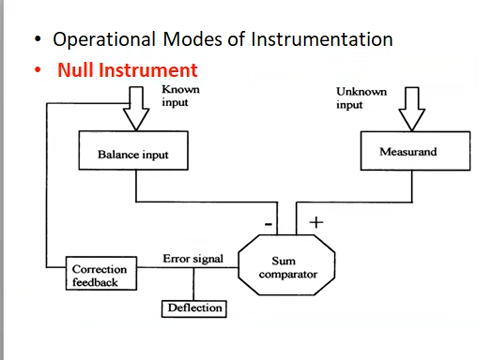 • Operational Modes of Instrumentation
• Null Instrument
Known
input
Unknown
input
Balance input
Measurand
- +
Error signal
Sum
comparator
Correction
feedback
Deflection